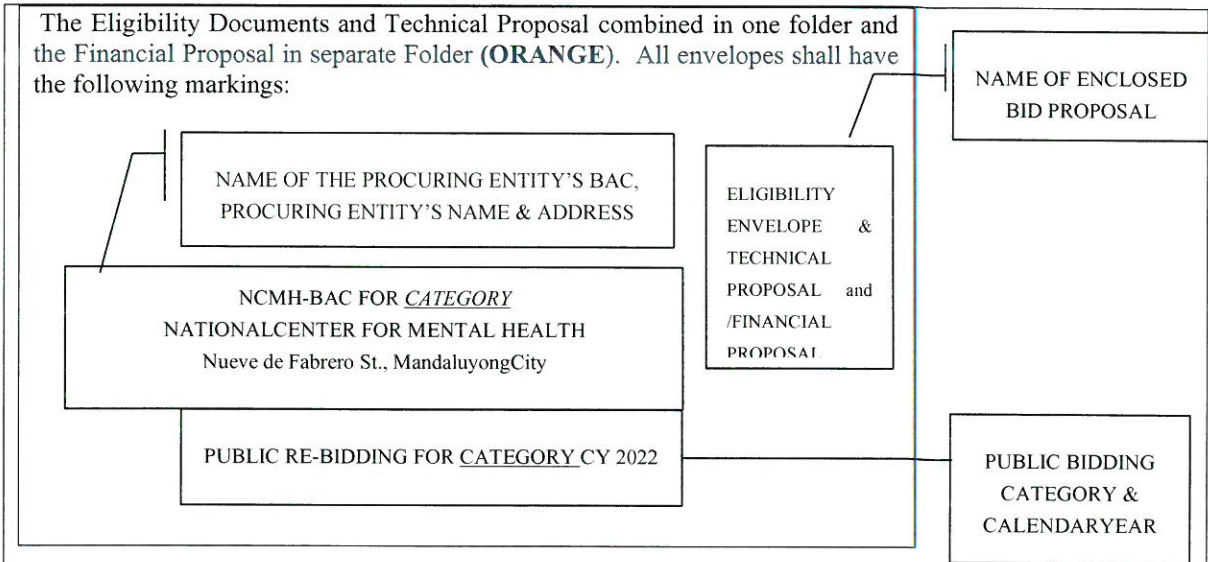 The Eligibility Documents and Technical Proposal combined in one folder and
the Financial Proposal in separate Folder (ORANGE). All envelopes shall have
the following markings:
NAME OF ENCLOSED
BID PROPOSAL
NAME OF THE PROCURING ENTITY'S BAC,
PROCURING ENTITY'S NAME & ADDRESS
ELIGIBILITY
ENVELOPE &
TECHNICAL
PROPOSAL and
/FINANCIAL
PROPOSAL
NCMH-BAC FOR CATEGORY
NATIONALCENTER FOR MENTAL HEALTH
Nueve de Fabrero St., MandaluyongCity
PUBLIC RE-BIDDING FOR CATEGORY CY 2022
PUBLIC BIDDING
CATEGORY &
CALENDARYEAR